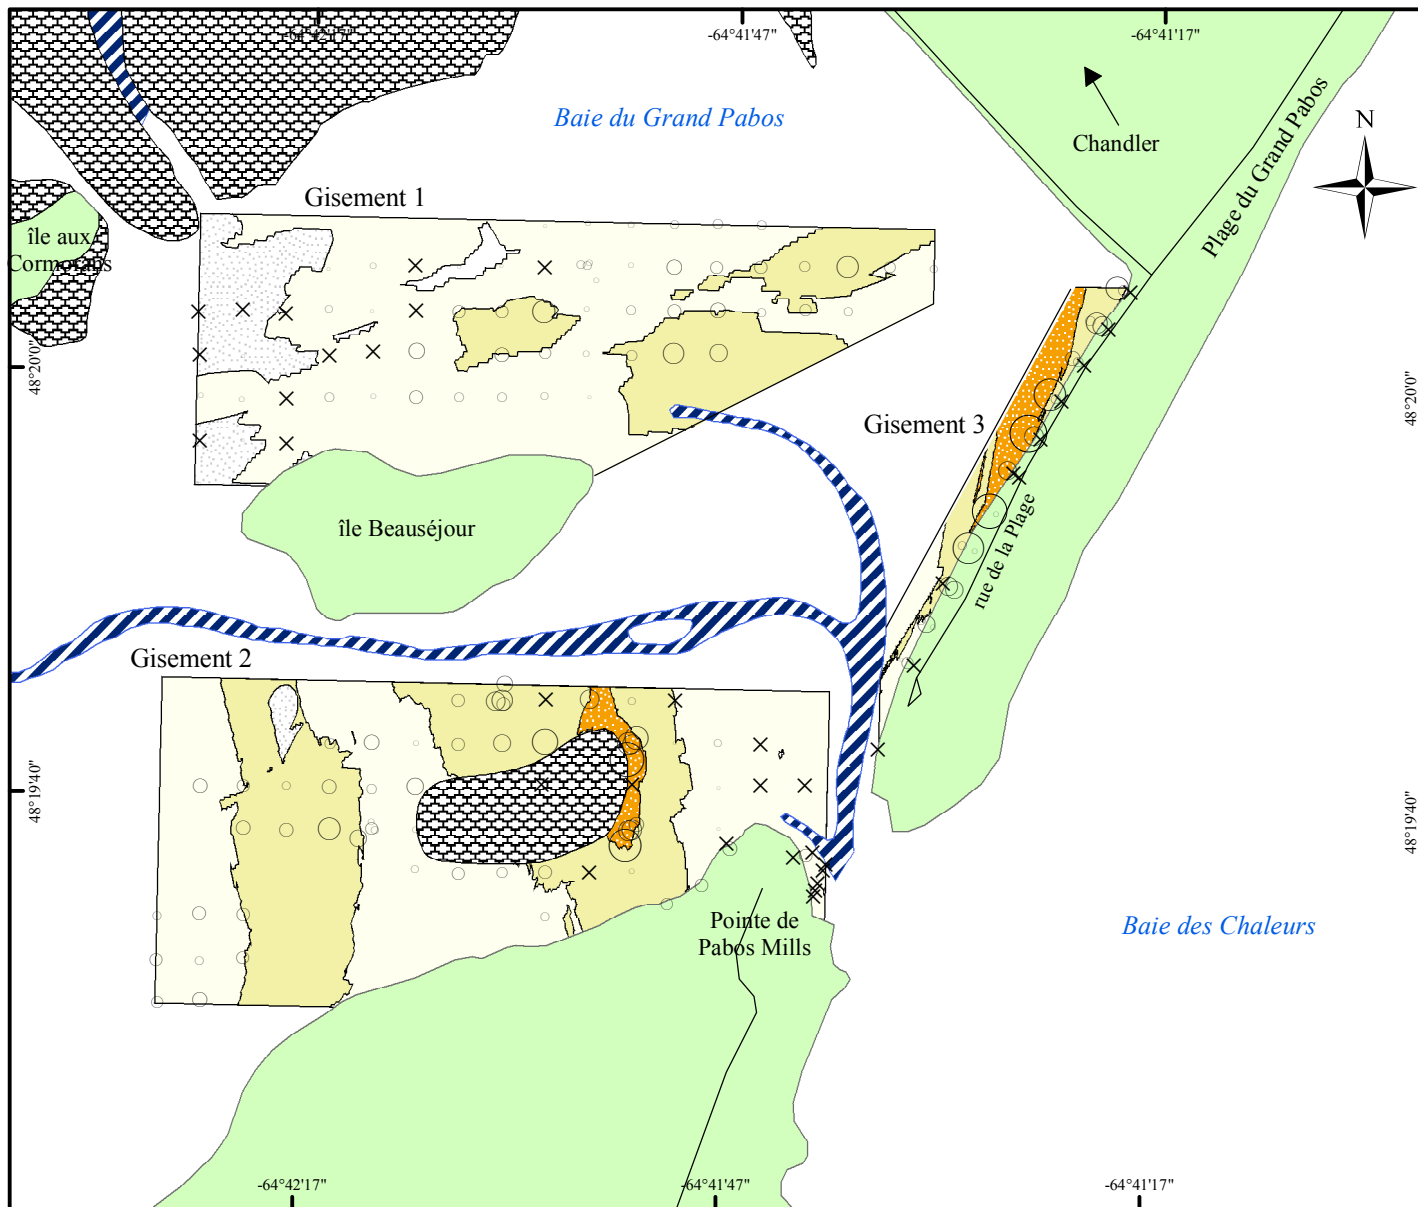 -64°42'17"
-64°41'47"
-64°41'17"
Baie du Grand Pabos
Chandler
Plage du Grand Pabos
N
Gisement 1
île aux
Cormorans
48°20'0"
48°20'0"
Gisement 3
île Beauséjour
rue de la Plage
Gisement 2
48°19'40"
48°19'40"
Pointe de
Pabos Mills
Baie des Chaleurs
-64°42'17"
-64°41'47"
-64°41'17"